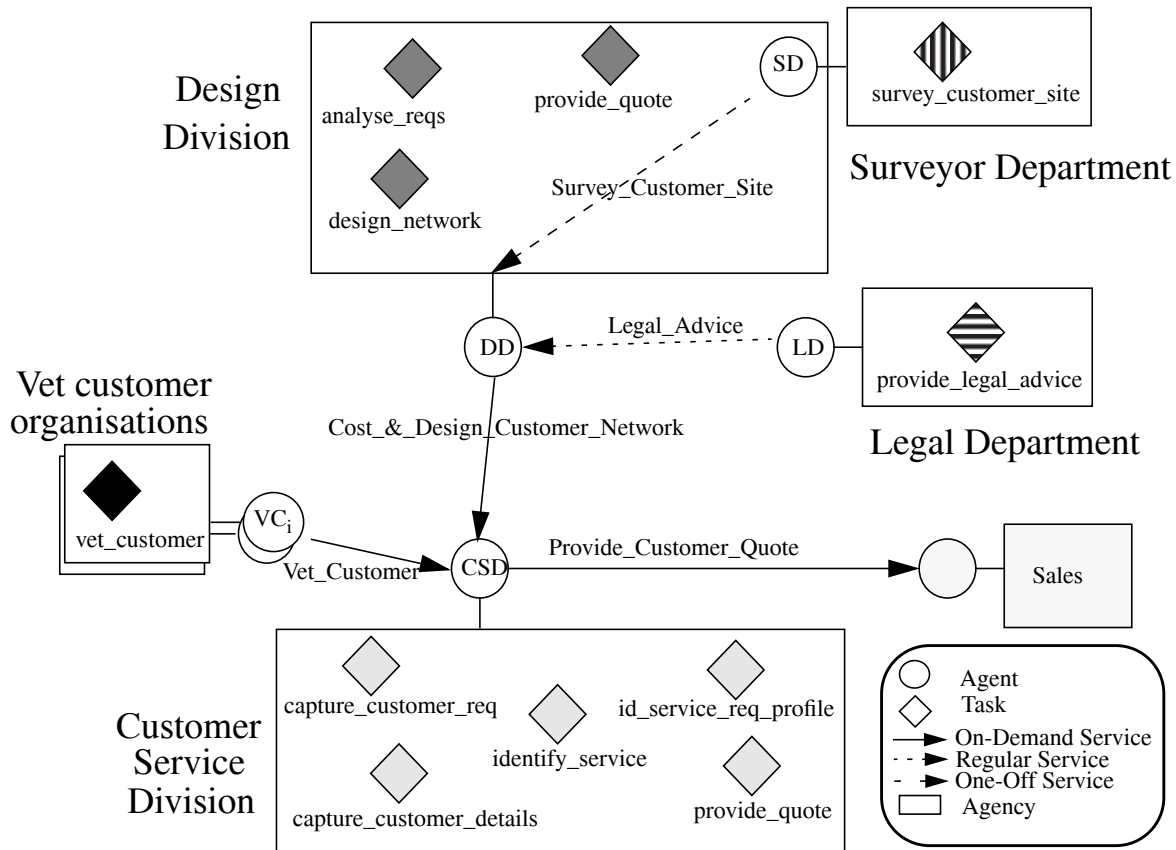 Design
Division
analyse_reqs
provide_quote
design_network
SD
survey_customer_site
Surveyor Department
Survey_Customer_Site
DD
Legal_Advice
LD
provide_legal_advice
Legal Department
Vet customer
organisations
vet_customer
VCi
Cost_&_Design_Customer_Network
Vet_Customer
CSD
Provide_Customer_Quote
Sales
Customer
Service
Division
capture_customer_req
identify_service
id_service_req_profile
capture_customer_details
provide_quote
Agent
Task
On-Demand Service
Regular Service
One-Off Service
Agency